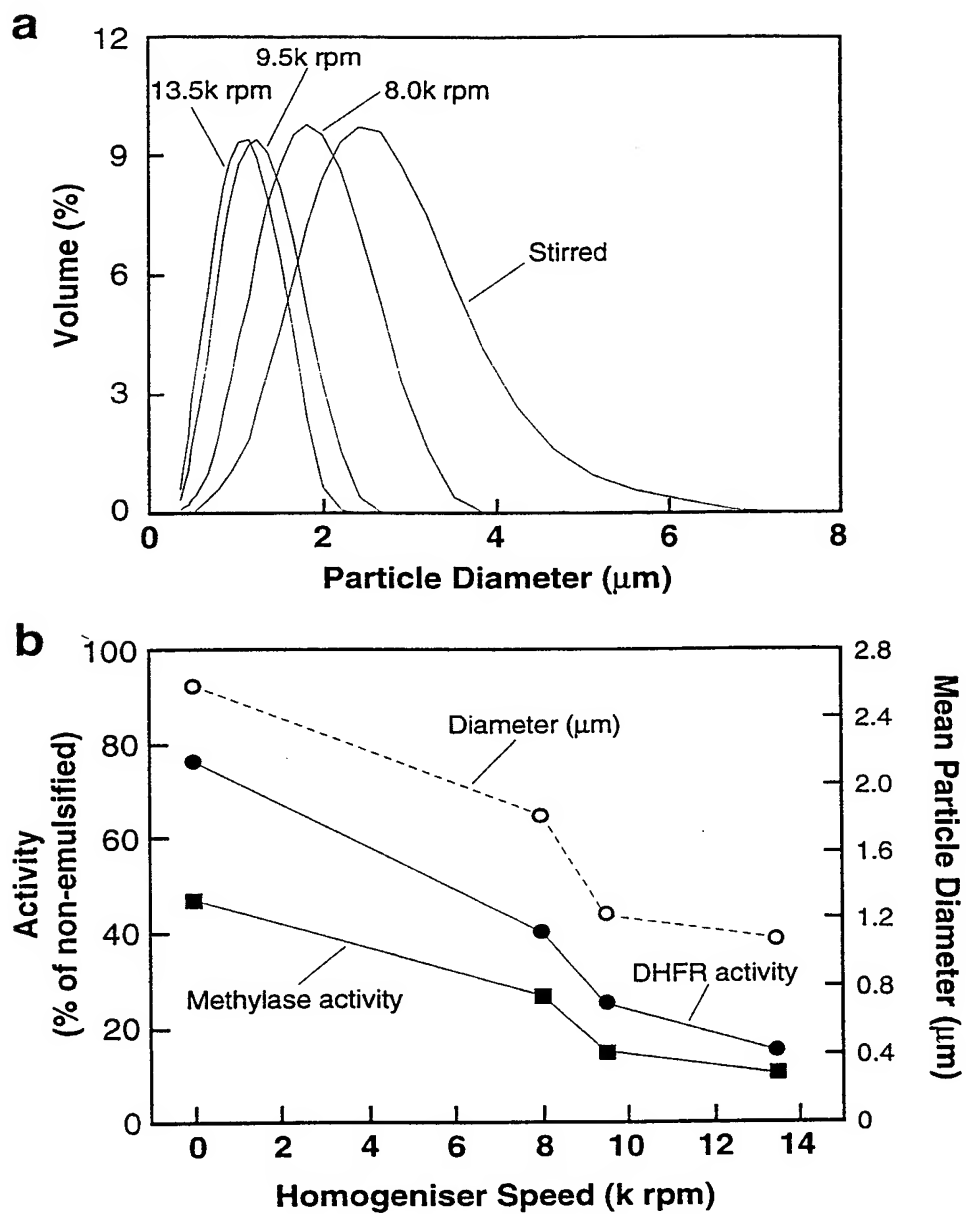 a
12
9
6
3
0
Volume (%)
13.5k rpm
9.5k rpm
8.0k rpm
Stirred
0 2 4 6 8
Particle Diameter (μm)
b
100
80
60
40
20
0
Activity
(% of non-emulsified)
Diameter (μm)
DHFR activity
Methylase activity
2.8
2.4
2.0
1.6
1.2
0.8
0.4
0
Mean Particle Diameter (μm)
0 2 4 6 8 10 12 14
Homogeniser Speed (k rpm)